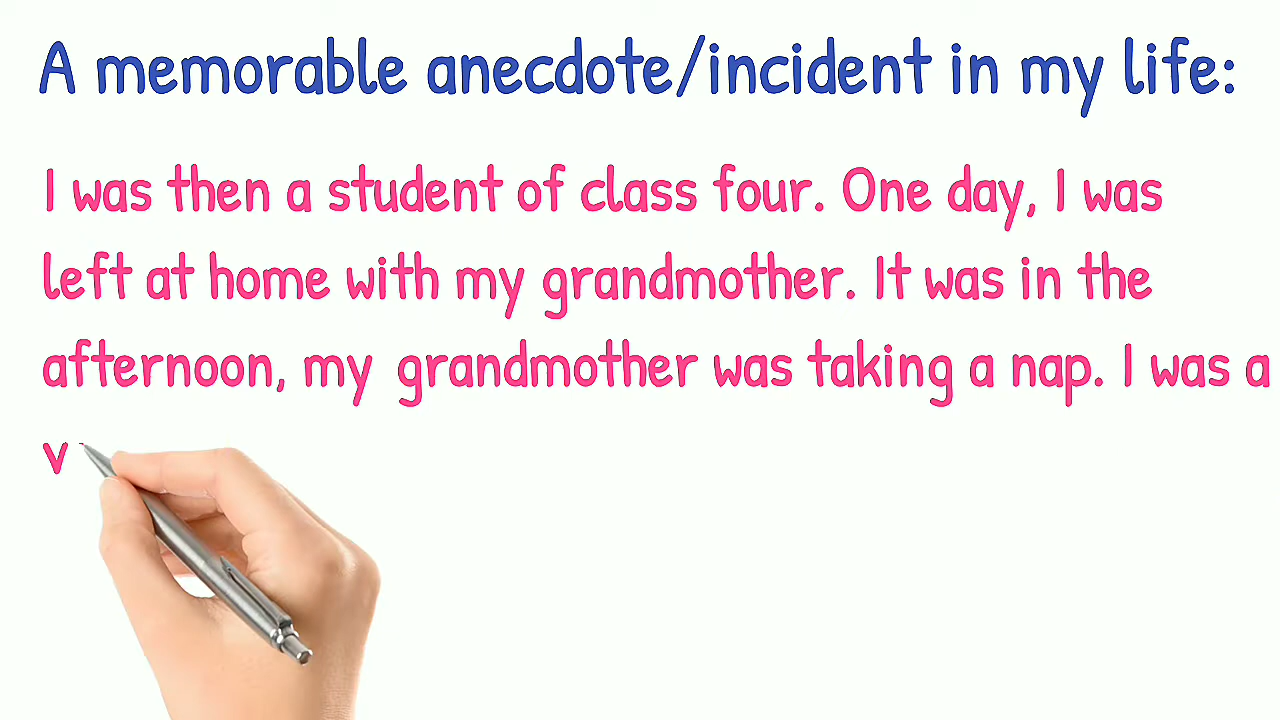 A memorable anecdote/incident in my life:
I was then a student of class four. One day, I was
left at home with my grandmother. It was in the
afternoon, my grandmother was taking a nap. I was a
v